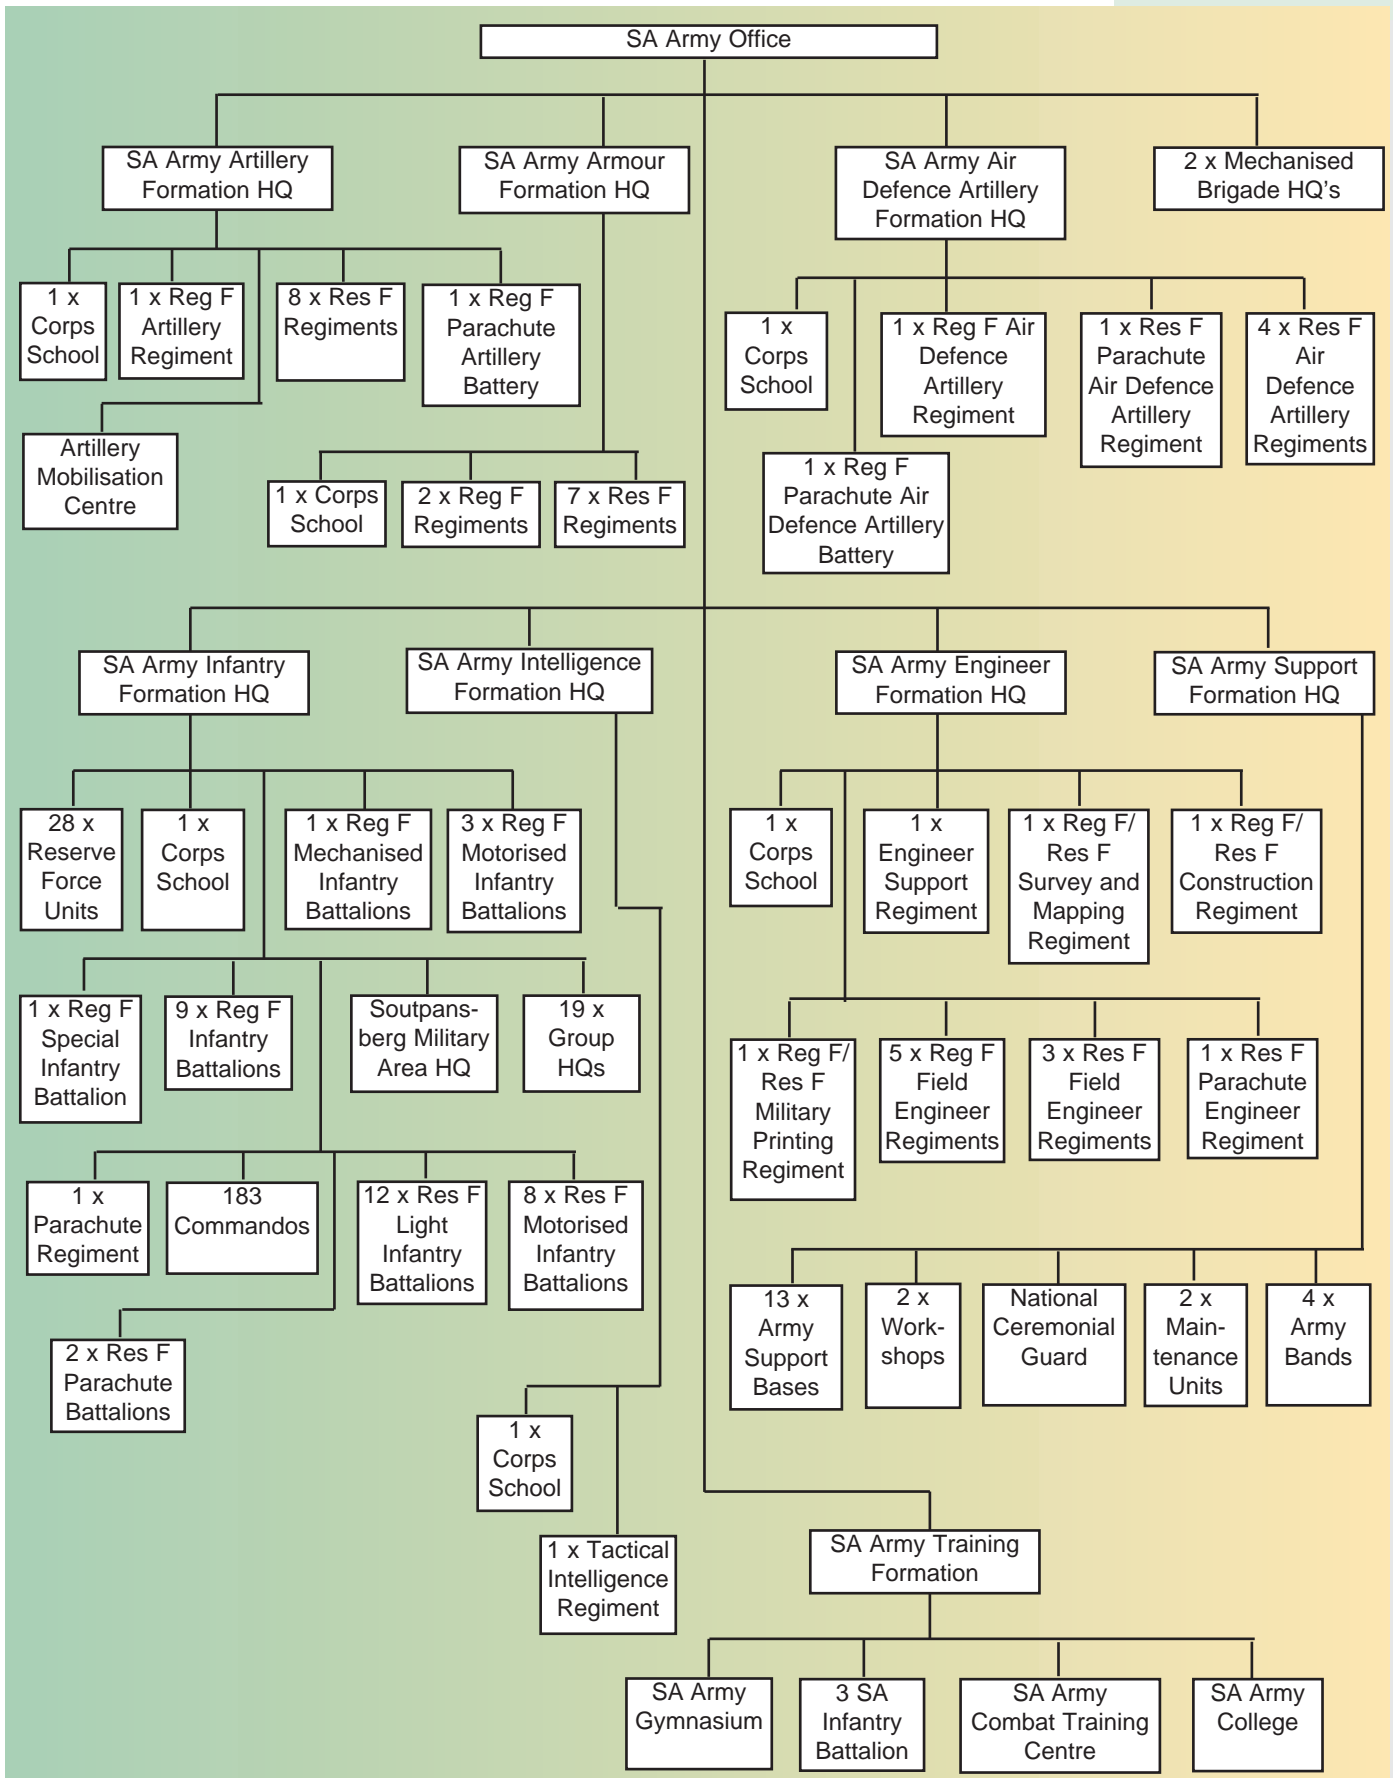 SA Army Office
SA Army Artillery
Formation HQ
SA Army Armour
Formation HQ
SA Army Air
Defence Artillery
Formation HQ
2 x Mechanised
Brigade HQ's
1 x
Corps
School
1 x Reg F
Artillery
Regiment
8 x Res F
Regiments
1 x Reg F
Parachute
Artillery
Battery
Artillery
Mobilisation
Centre
1 x Corps
School
2 x Reg F
Regiments
7 x Res F
Regiments
1 x
Corps
School
1 x Reg F Air
Defence
Artillery
Regiment
1 x Res F
Parachute
Air Defence
Artillery
Regiment
4 x Res F
Air
Defence
Artillery
Regiments
1 x Reg F
Parachute Air
Defence Artillery
Battery
SA Army Infantry
Formation HQ
SA Army Intelligence
Formation HQ
SA Army Engineer
Formation HQ
SA Army Support
Formation HQ
28 x
Reserve
Force
Units
1 x
Corps
School
1 x Reg F
Mechanised
Infantry
Battalions
3 x Reg F
Motorised
Infantry
Battalions
1 x
Corps
School
1 x
Engineer
Support
Regiment
1 x Reg F/
Res F
Survey and
Mapping
Regiment
1 x Reg F/
Res F
Construction
Regiment
1 x Reg F
Special
Infantry
Battalion
9 x Reg F
Infantry
Battalions
Soutpans-
berg Military
Area HQ
19 x
Group
HQs
1 x Reg F/
Res F
Military
Printing
Regiment
5 x Reg F
Field
Engineer
Regiments
3 x Res F
Field
Engineer
Regiments
1 x Res F
Parachute
Engineer
Regiment
1 x
Parachute
Regiment
183
Commandos
12 x Res F
Light
Infantry
Battalions
8 x Res F
Motorised
Infantry
Battalions
2 x Res F
Parachute
Battalions
13 x
Army
Support
Bases
2 x
Work-
shops
National
Ceremonial
Guard
2 x
Main-
tenance
Units
4 x
Army
Bands
1 x
Corps
School
1 x Tactical
Intelligence
Regiment
SA Army Training
Formation
SA Army
Gymnasium
3 SA
Infantry
Battalion
SA Army
Combat Training
Centre
SA Army
College